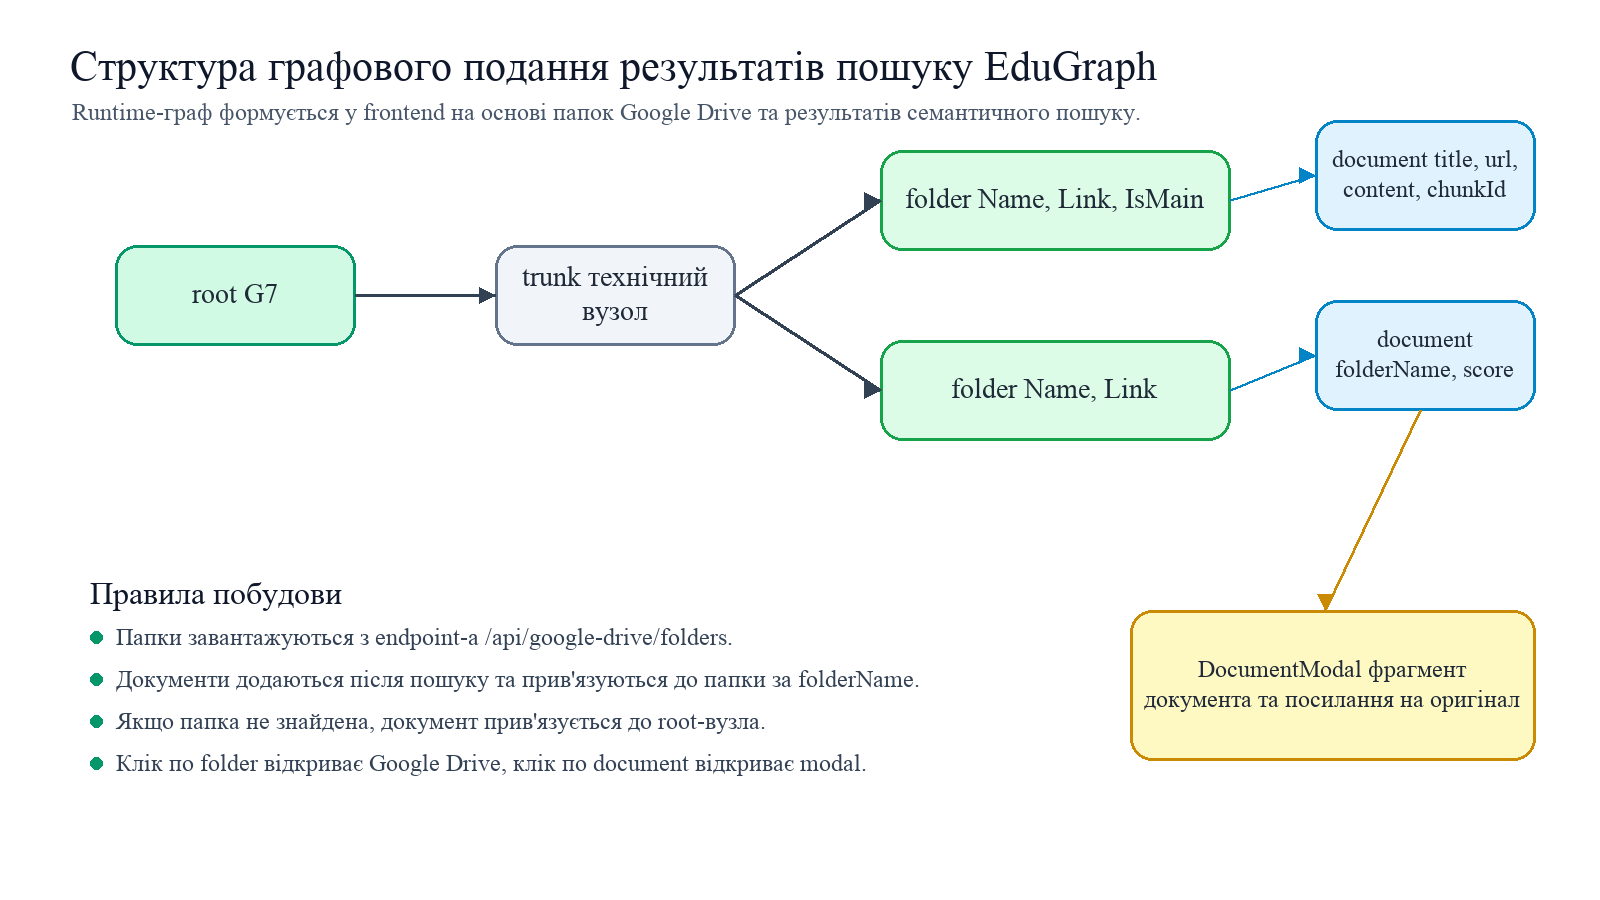 Структура графового подання результатів пошуку EduGraph
Runtime-граф формується у frontend на основі папок Google Drive та результатів семантичного пошуку.
root G7
trunk технічний
вузол
folder Name, Link, IsMain
folder Name, Link
document title, url,
content, chunkId
document
folderName, score
DocumentModal фрагмент
документа та посилання на оригінал
Правила побудови
Папки завантажуються з endpoint-а /api/google-drive/folders.
Документи додаються після пошуку та прив'язуються до папки за folderName.
Якщо папка не знайдена, документ прив'язується до root-вузла.
Клік по folder відкриває Google Drive, клік по document відкриває modal.